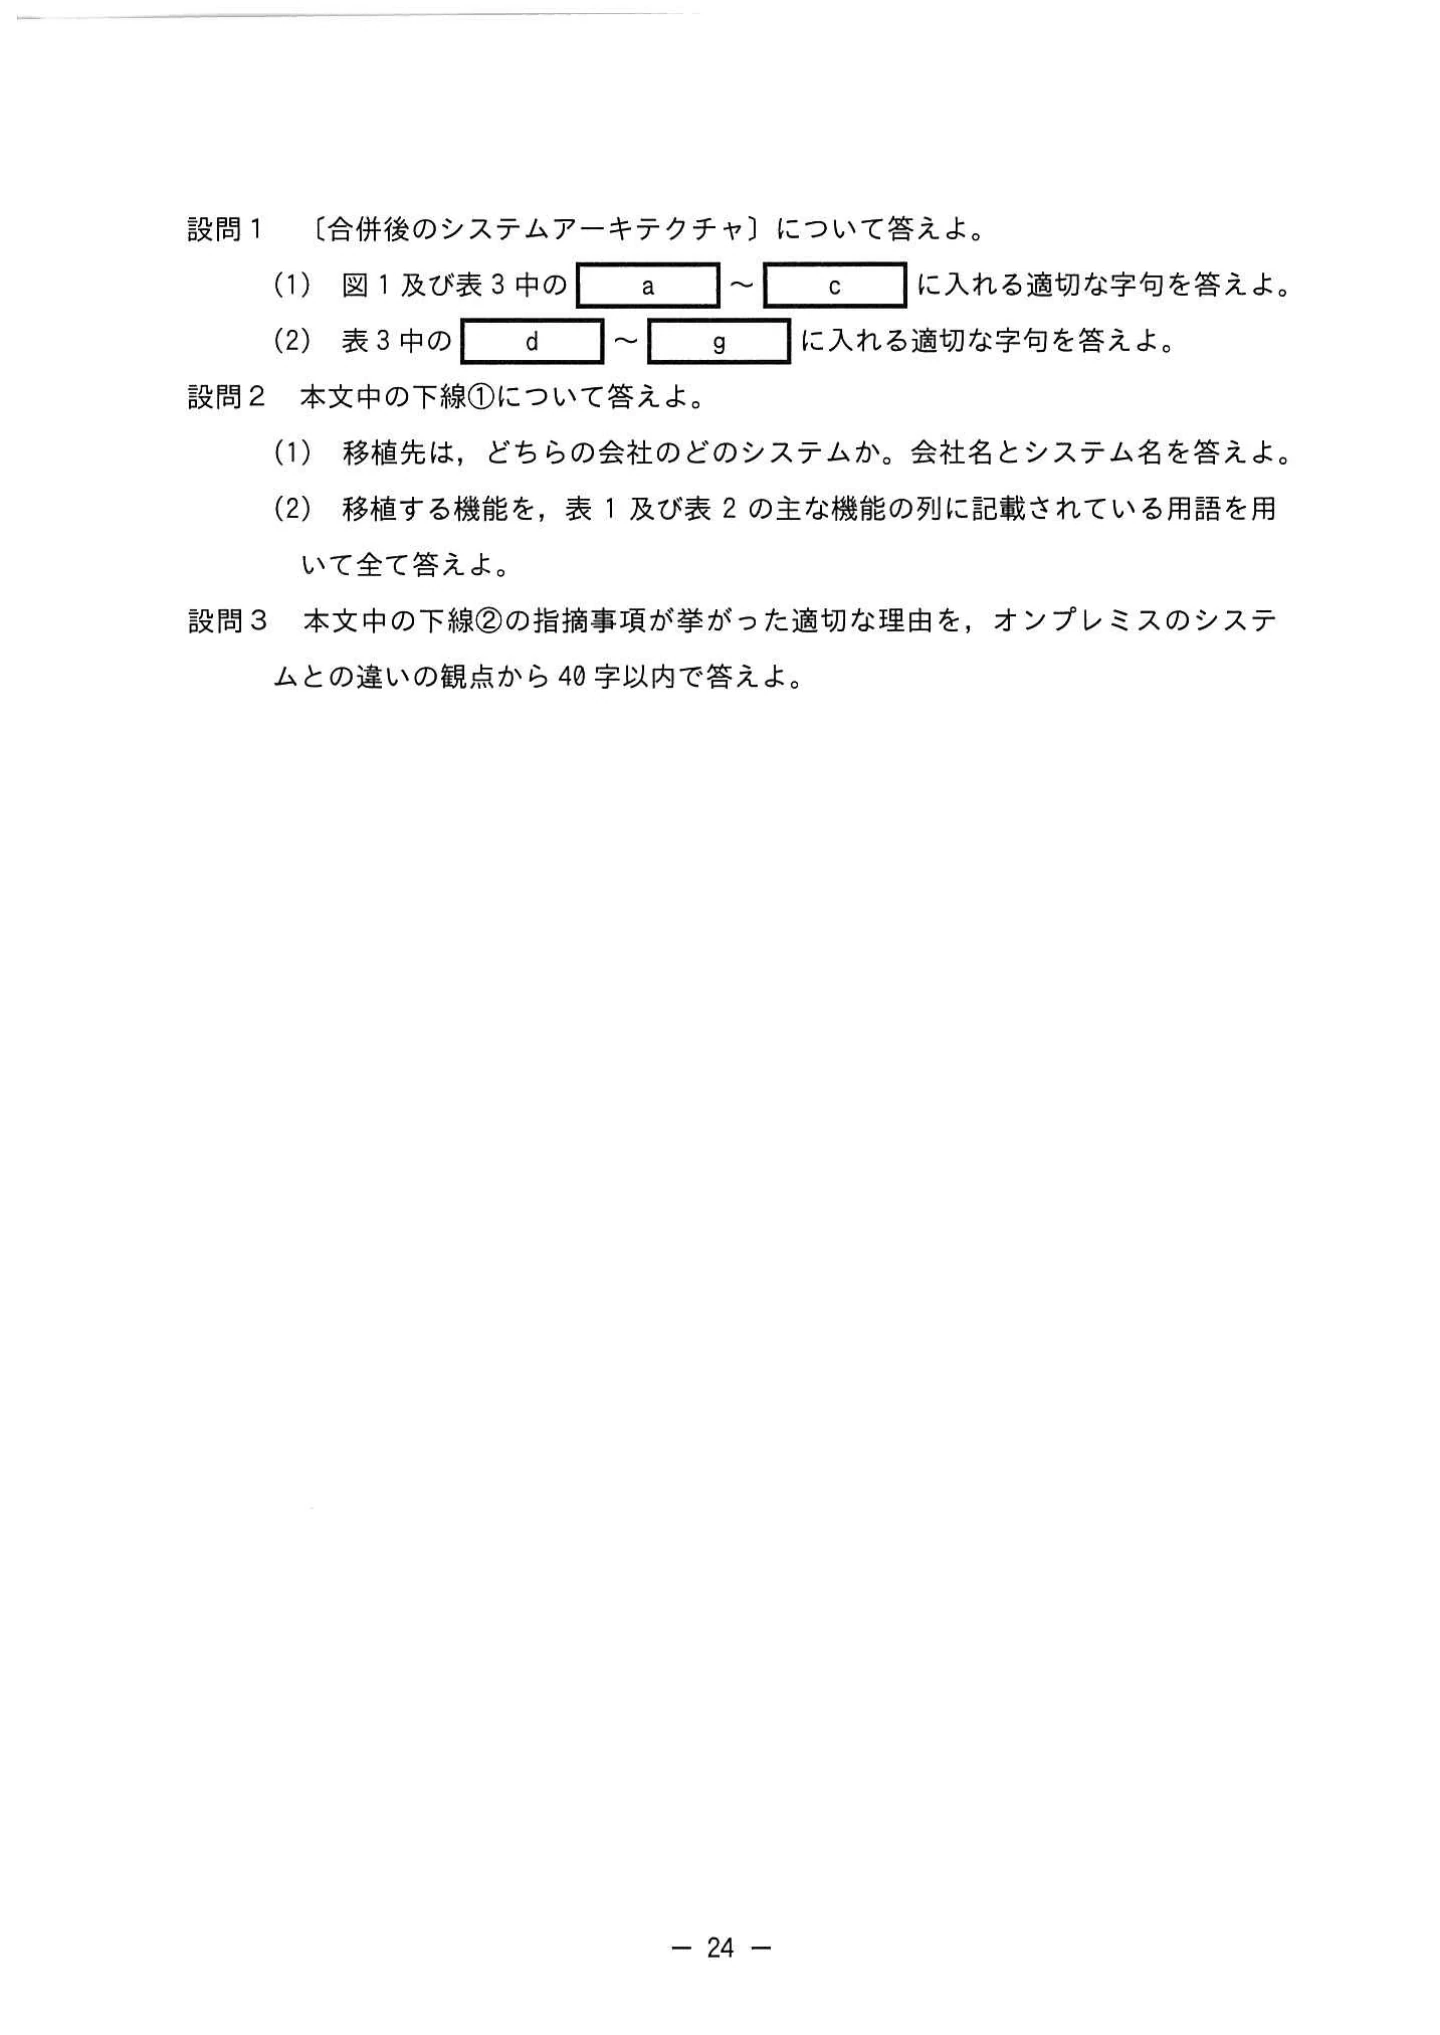 設問1　〔合併後のシステムアーキテクチャ〕について答えよ。
(1)　図1及び表3中の a ～ c に入れる適切な字句を答えよ。
(2)　表3中の d ～ g に入れる適切な字句を答えよ。
設問2　本文中の下線①について答えよ。
(1)　移植先は，どちらの会社のどのシステムか。会社名とシステム名を答えよ。
(2)　移植する機能を，表1及び表2の主な機能の列に記載されている用語を用
いて全て答えよ。
設問3　本文中の下線②の指摘事項が挙がった適切な理由を，オンプレミスのシステ
ムとの違いの観点から40字以内で答えよ。
－ 24 －